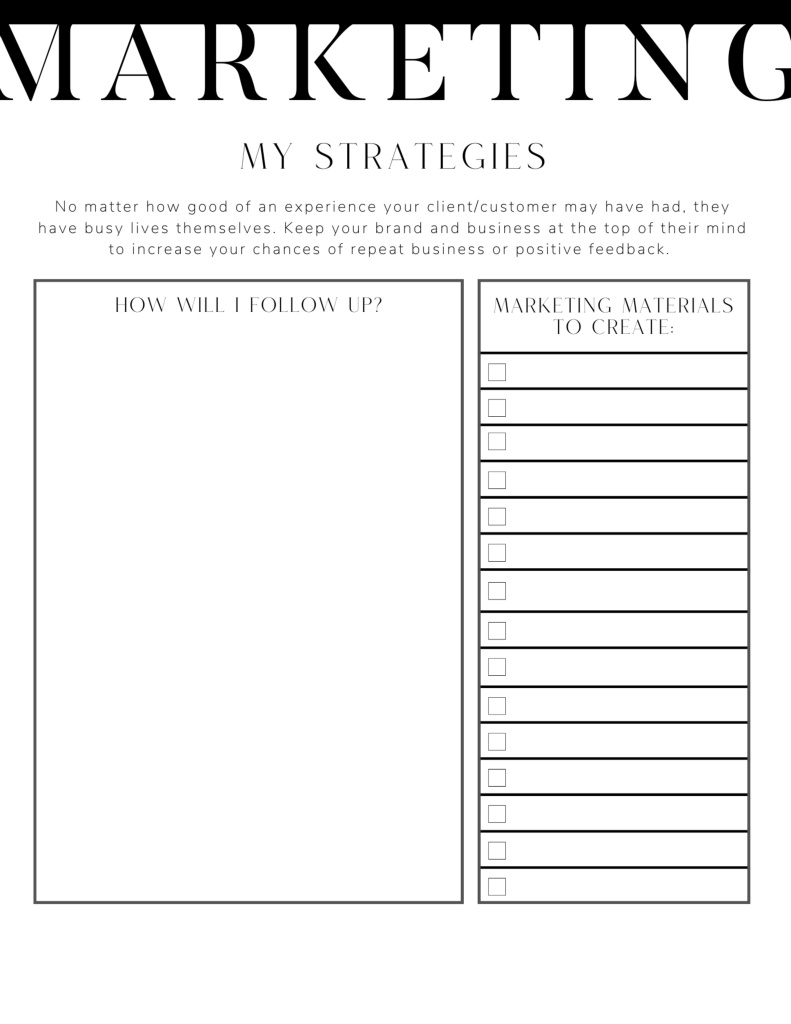 MARKETING
MY STRATEGIES
No matter how good of an experience your client/customer may have had, they
have busy lives themselves. Keep your brand and business at the top of their mind
to increase your chances of repeat business or positive feedback.
HOW WILL I FOLLOW UP?
MARKETING MATERIALS
TO CREATE: